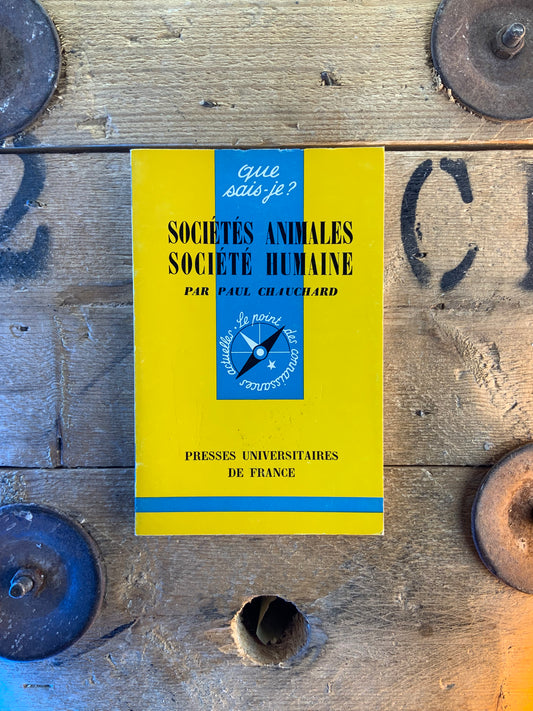 que
sais-je?
SOCIÉTÉS ANIMALES
SOCIÉTÉ HUMAINE
PAR PAUL CHAUCHARD
Le point des connaissances actuelles
PRESSES UNIVERSITAIRES
DE FRANCE
2
C